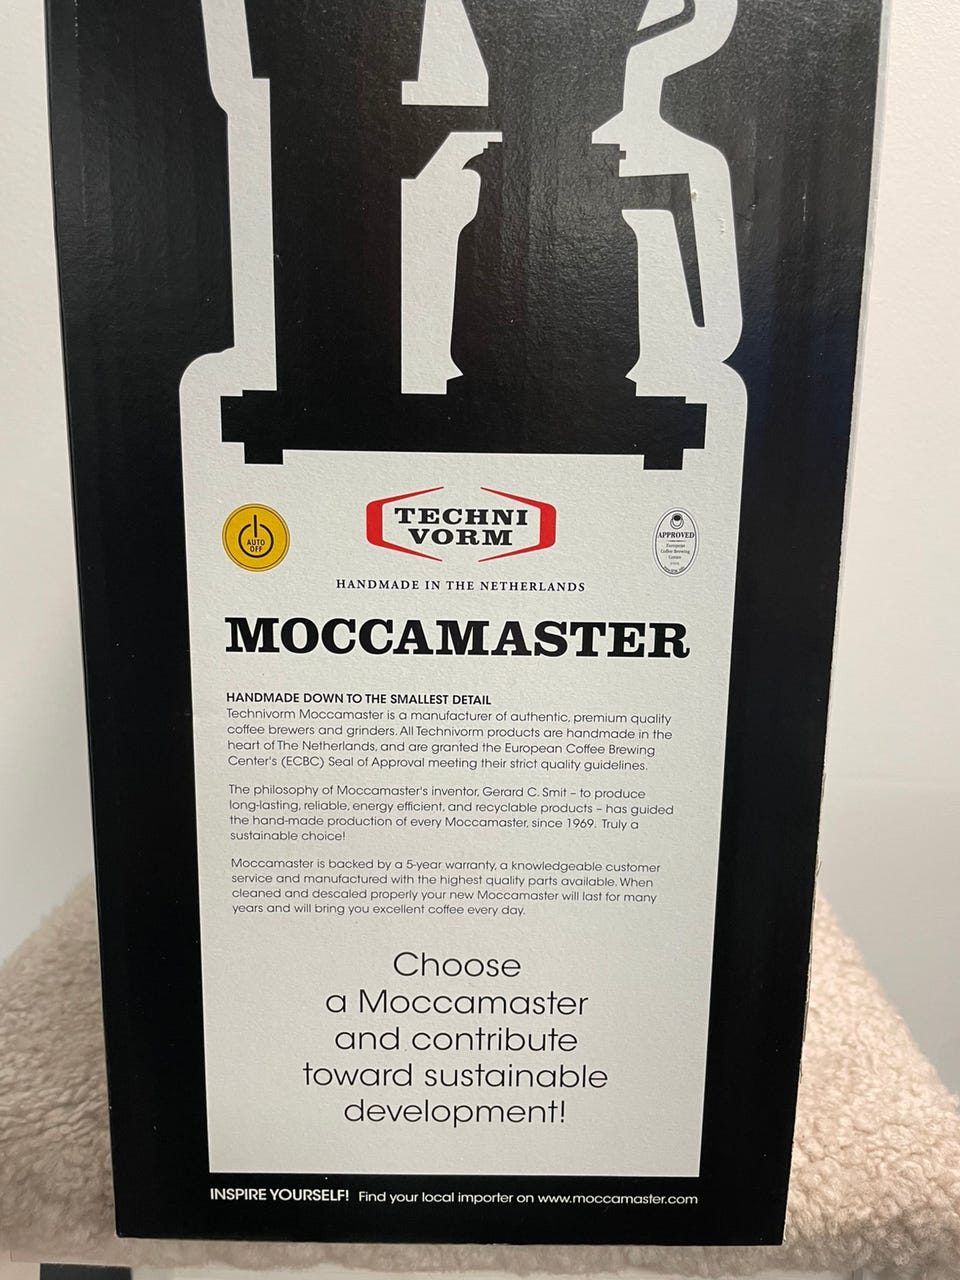 AUTO
OFF
TECHNI
VORM
APPROVED
European
Coffee Brewing
Centre
HANDMADE IN THE NETHERLANDS
MOCCAMASTER
HANDMADE DOWN TO THE SMALLEST DETAIL
Technivorm Moccamaster is a manufacturer of authentic, premium quality
coffee brewers and grinders. All Technivorm products are handmade in the
heart of The Netherlands, and are granted the European Coffee Brewing
Center's (ECBC) Seal of Approval meeting their strict quality guidelines.
The philosophy of Moccamaster's inventor, Gerard C. Smit – to produce
long-lasting, reliable, energy efficient, and recyclable products – has guided
the hand-made production of every Moccamaster, since 1969. Truly a
sustainable choice!
Moccamaster is backed by a 5-year warranty, a knowledgeable customer
service and manufactured with the highest quality parts available. When
cleaned and descaled properly your new Moccamaster will last for many
years and will bring you excellent coffee every day.
Choose
a Moccamaster
and contribute
toward sustainable
development!
INSPIRE YOURSELF! Find your local importer on www.moccamaster.com